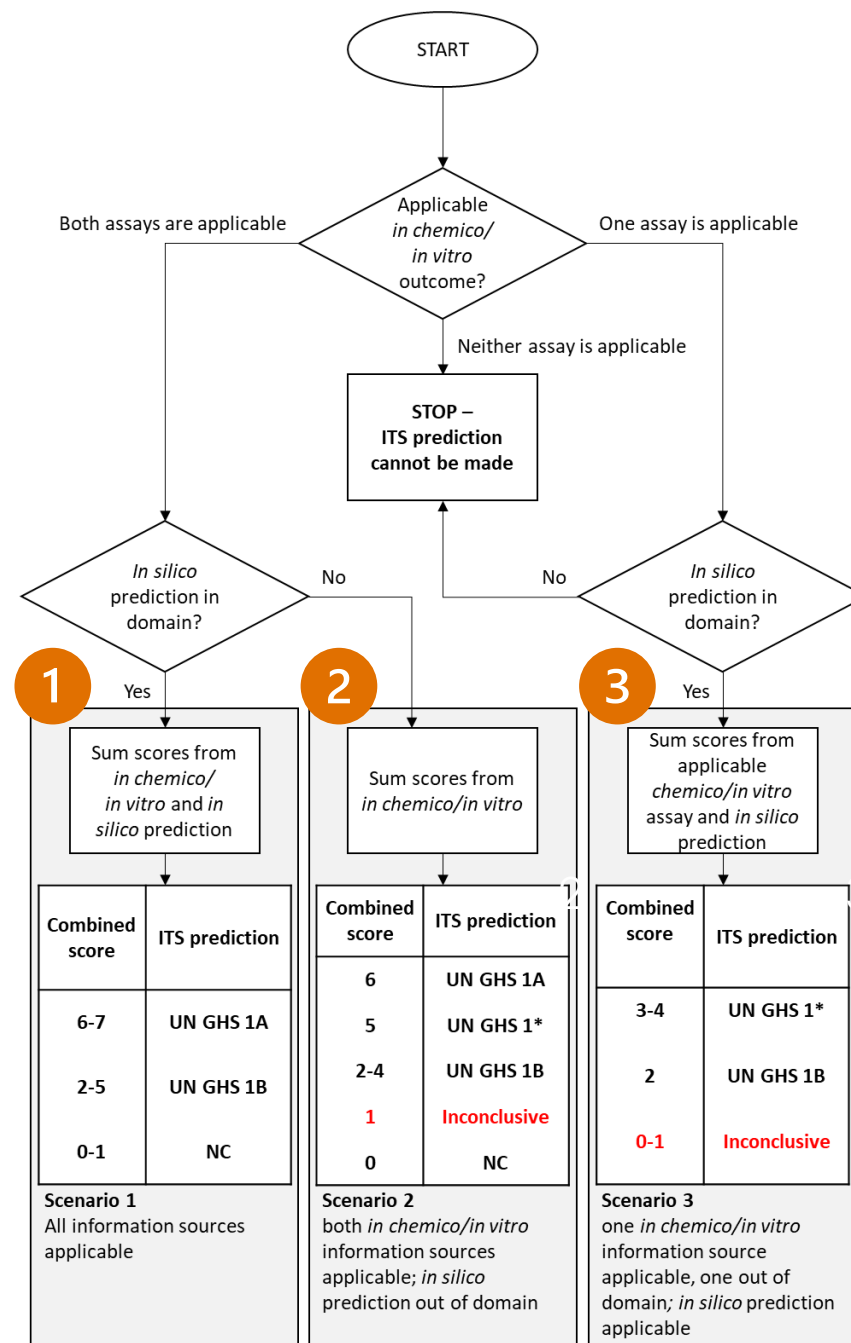 START
Applicable
in chemico/
in vitro
outcome?
Both assays are applicable
One assay is applicable
Neither assay is applicable
STOP –
ITS prediction
cannot be made
In silico
prediction in
domain?
No
No
In silico
prediction in
domain?
1
Yes
2
3
Yes
Sum scores from
in chemico/
in vitro and in
silico prediction
Sum scores from
in chemico/in vitro
Sum scores from
applicable
chemico/in vitro
assay and in silico
prediction
Combined
score
ITS prediction
6-7
UN GHS 1A
2-5
UN GHS 1B
0-1
NC
Scenario 1
All information sources
applicable
2
Combined
score
ITS prediction
6
UN GHS 1A
5
UN GHS 1*
2-4
UN GHS 1B
1
Inconclusive
0
NC
Scenario 2
both in chemico/in vitro
information sources
applicable; in silico
prediction out of domain
Combined
score
ITS prediction
3-4
UN GHS 1*
2
UN GHS 1B
0-1
Inconclusive
Scenario 3
one in chemico/in vitro
information source
applicable, one out of
domain; in silico prediction
applicable